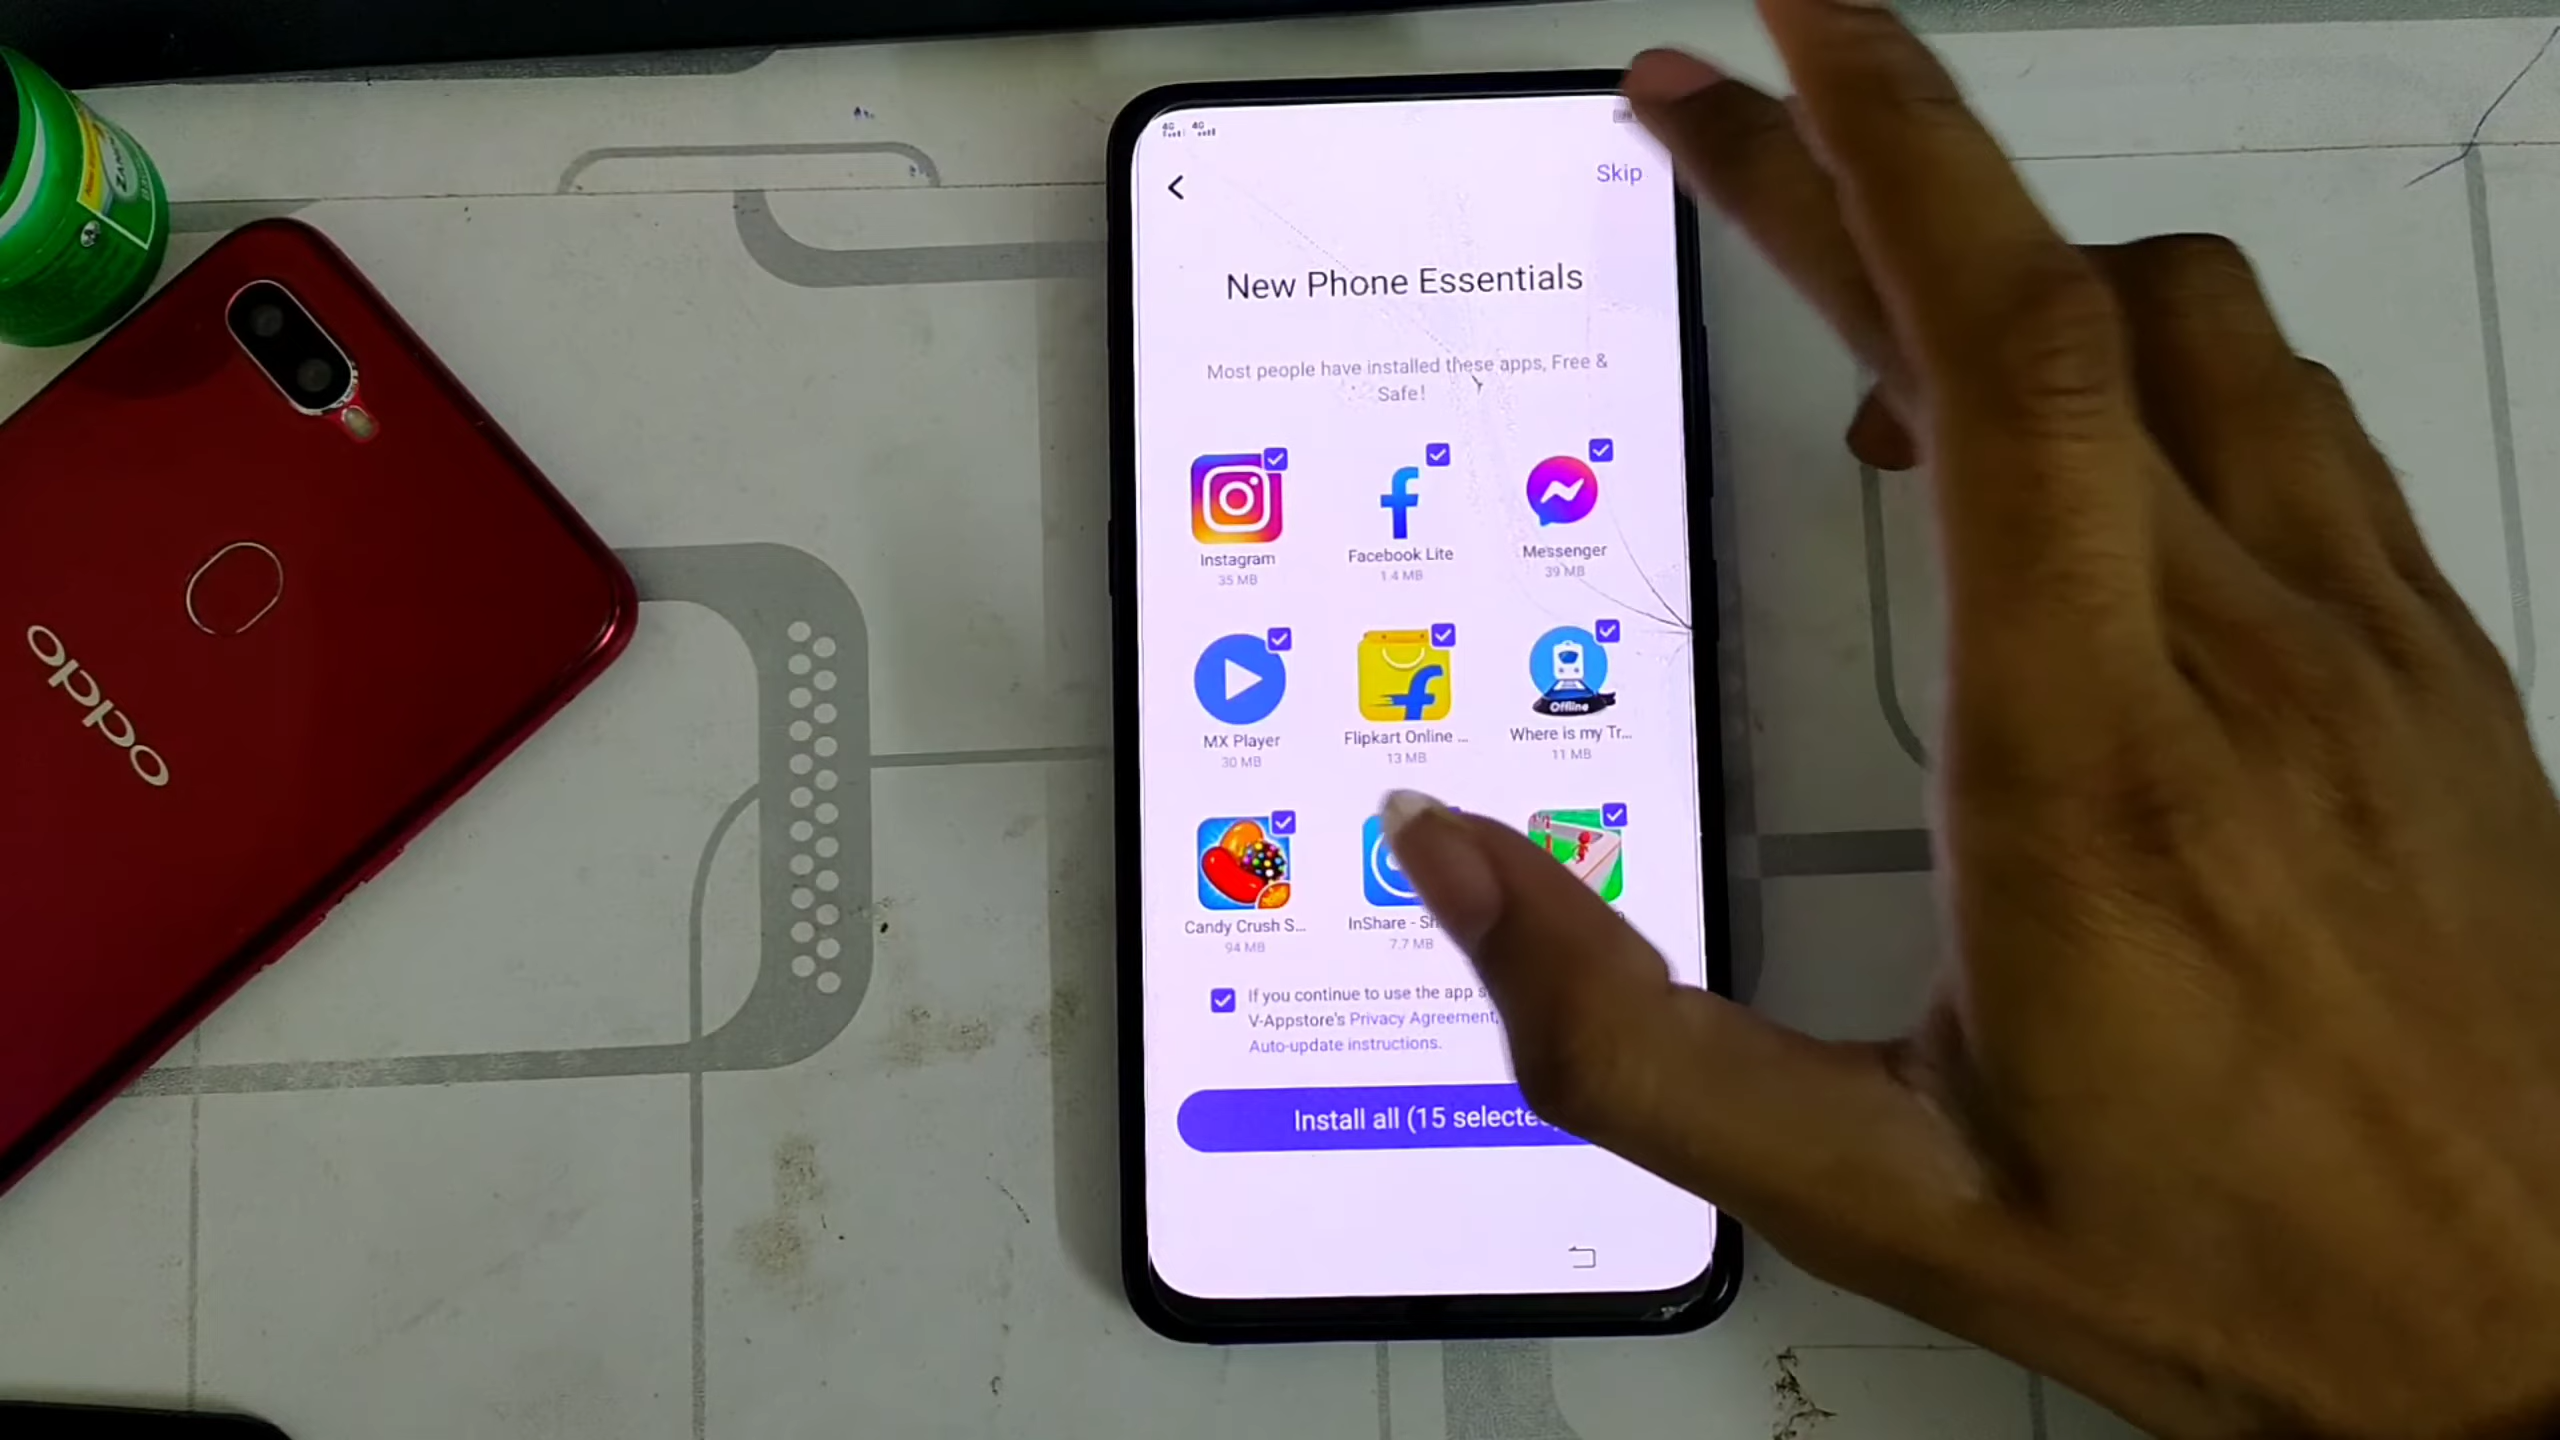 4G 4G
Skip
New Phone Essentials
Most people have installed these apps, Free &
Safe!
Instagram
35 MB
Facebook Lite
1.4 MB
Messenger
39 MB
MX Player
30 MB
Flipkart Online ...
13 MB
Offline
Where is my Tr...
11 MB
Candy Crush S...
94 MB
InShare - Sh
7.7 MB
If you continue to use the app
V-Appstore's Privacy Agreement,
Auto-update instructions.
Install all (15 selecte
oppo
ZANDU